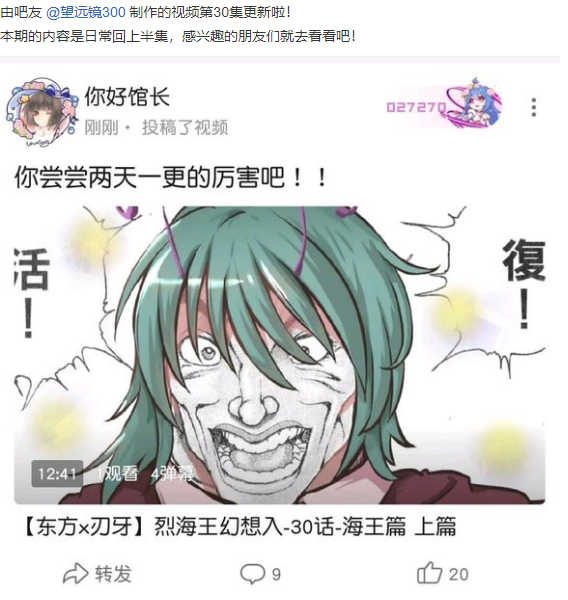 由吧友 @望远镜300 制作的视频第30集更新啦！
本期的内容是日常回上半集，感兴趣的朋友们就去看看吧！
你好馆长
027270
刚刚· 投稿了视频
你尝尝两天一更的厉害吧！！
活！
復！
12:41 1观看 4弹幕
【东方×刃牙】烈海王幻想入-30话-海王篇 上篇
转发 9 20